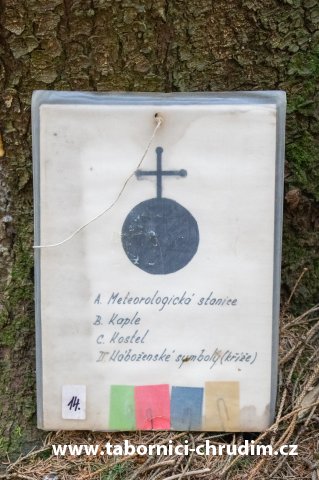 A. Meteorologická stanice
B. Kaple
C. Kostel
D. Náboženské symboly (kříže)
14.
www.tabornici-chrudim.cz